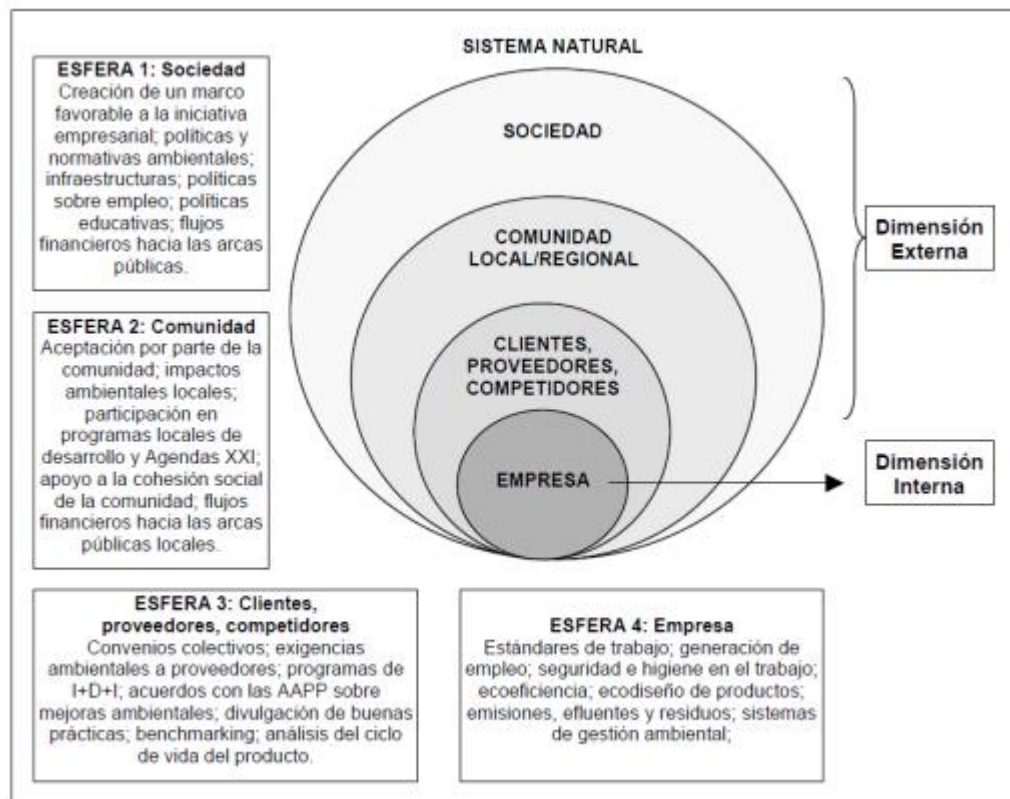 SISTEMA NATURAL
ESFERA 1: Sociedad
Creación de un marco
favorable a la iniciativa
empresarial; políticas y
normativas ambientales;
infraestructuras; políticas
sobre empleo; políticas
educativas; flujos
financieros hacia las arcas
públicas.
SOCIEDAD
COMUNIDAD
LOCAL/REGIONAL
Dimensión
Externa
ESFERA 2: Comunidad
Aceptación por parte de la
comunidad; impactos
ambientales locales;
participación en
programas locales de
desarrollo y Agendas XXI;
apoyo a la cohesión social
de la comunidad; flujos
financieros hacia las arcas
públicas locales.
CLIENTES,
PROVEEDORES,
COMPETIDORES
EMPRESA
Dimensión
Interna
ESFERA 3: Clientes,
proveedores, competidores
Convenios colectivos; exigencias
ambientales a proveedores; programas de
I+D+I; acuerdos con las AAPP sobre
mejoras ambientales; divulgación de buenas
prácticas; benchmarking; análisis del ciclo
de vida del producto.
ESFERA 4: Empresa
Estándares de trabajo; generación de
empleo; seguridad e higiene en el trabajo;
ecoeficiencia; ecodiseño de productos;
emisiones, efluentes y residuos; sistemas
de gestión ambiental;